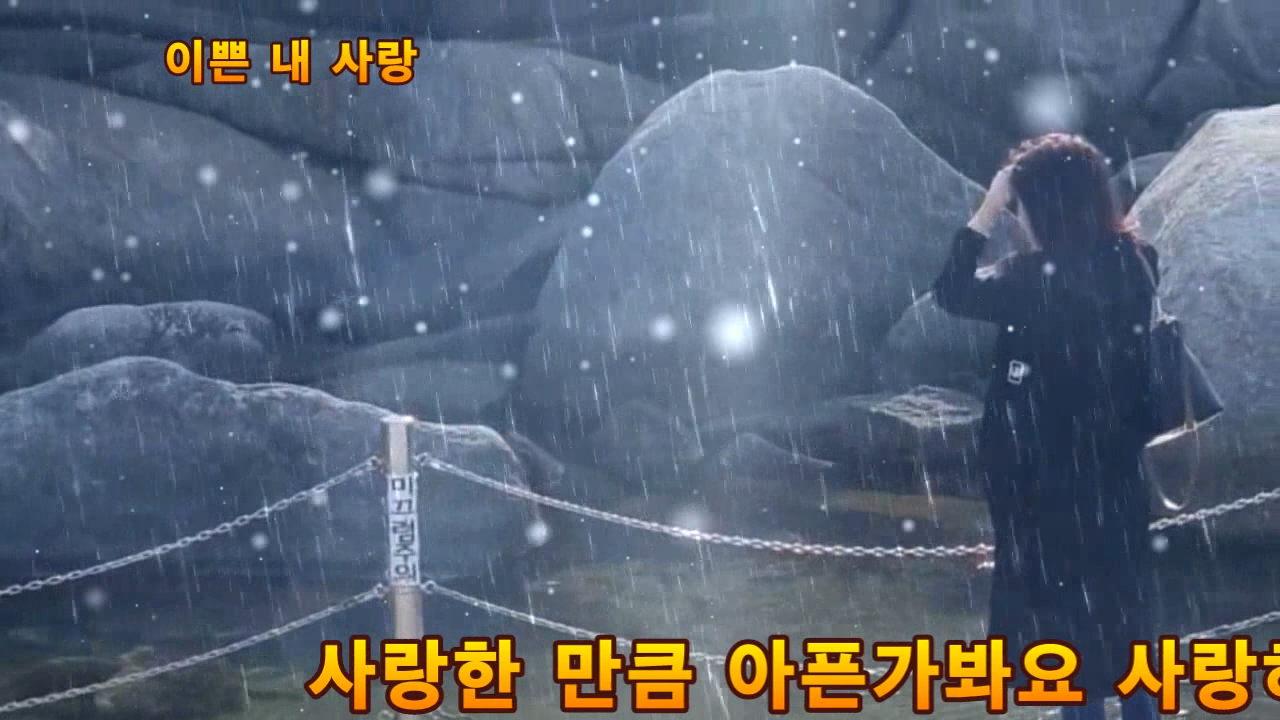 이쁜 내 사랑
미끄럼주의
사랑한 만큼 아픈가봐요 사랑하